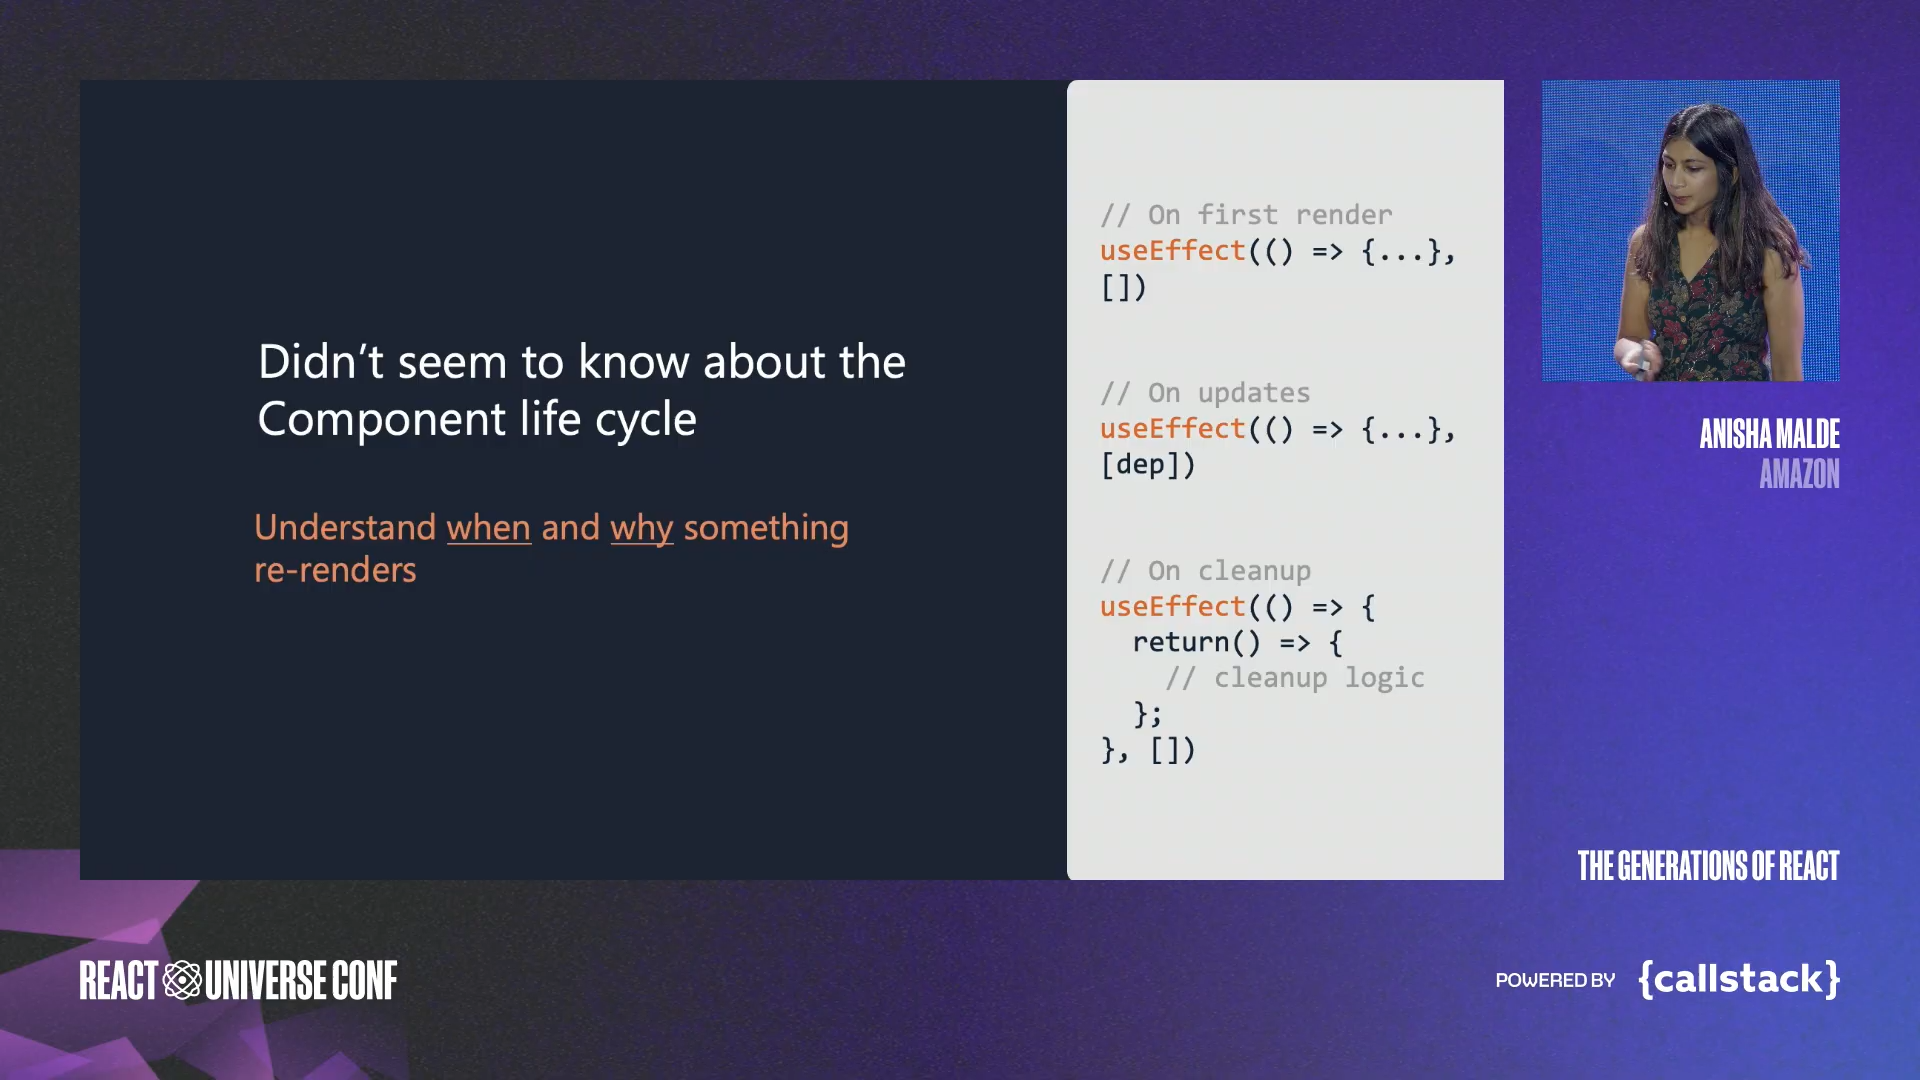 Didn't seem to know about the
Component life cycle
Understand when and why something
re-renders
// On first render
useEffect(() => {...},
[])
// On updates
useEffect(() => {...},
[dep])
// On cleanup
useEffect(() => {
  return() => {
    // cleanup logic
  };
}, [])
ANISHA MALDE
AMAZON
THE GENERATIONS OF REACT
REACT UNIVERSE CONF
POWERED BY {callstack}